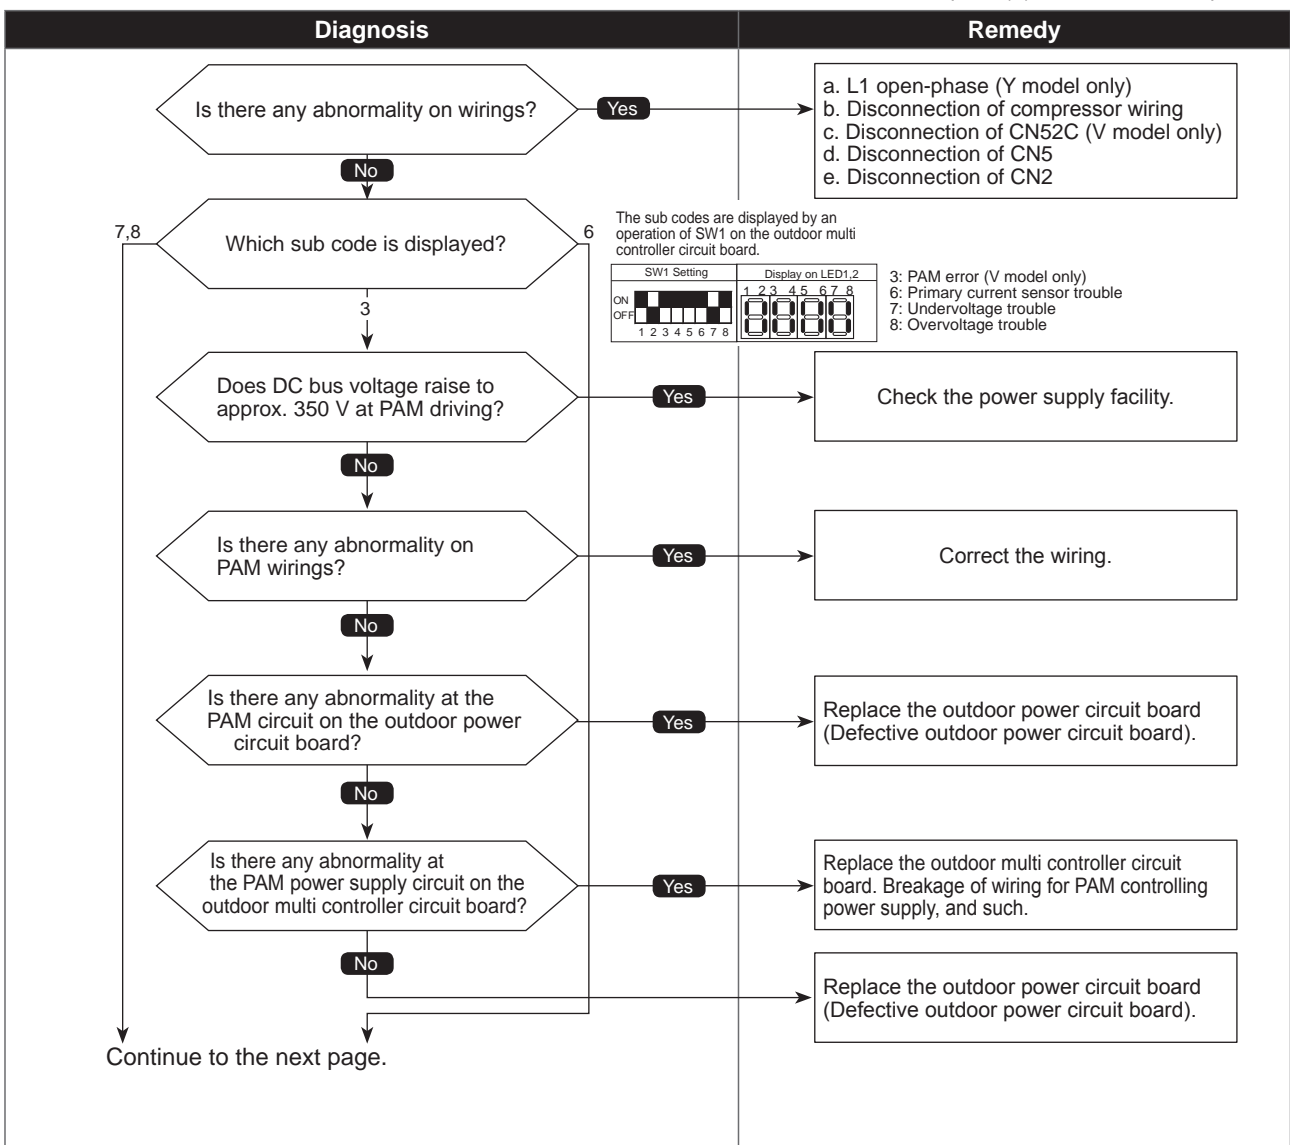 Diagnosis
Remedy
Is there any abnormality on wirings?
Yes
a. L1 open-phase (Y model only)
b. Disconnection of compressor wiring
c. Disconnection of CN52C (V model only)
d. Disconnection of CN5
e. Disconnection of CN2
No
7,8
Which sub code is displayed?
6
The sub codes are displayed by an
operation of SW1 on the outdoor multi
controller circuit board.
SW1 Setting
Display on LED1,2
ON
OFF
1 2 3 4 5 6 7 8
1 2 3 4 5 6 7 8
3: PAM error (V model only)
6: Primary current sensor trouble
7: Undervoltage trouble
8: Overvoltage trouble
3
Does DC bus voltage raise to
approx. 350 V at PAM driving?
Yes
Check the power supply facility.
No
Is there any abnormality on
PAM wirings?
Yes
Correct the wiring.
No
Is there any abnormality at the
PAM circuit on the outdoor power
circuit board?
Yes
Replace the outdoor power circuit board
(Defective outdoor power circuit board).
No
Is there any abnormality at
the PAM power supply circuit on the
outdoor multi controller circuit board?
Yes
Replace the outdoor multi controller circuit
board. Breakage of wiring for PAM controlling
power supply, and such.
No
Replace the outdoor power circuit board
(Defective outdoor power circuit board).
Continue to the next page.